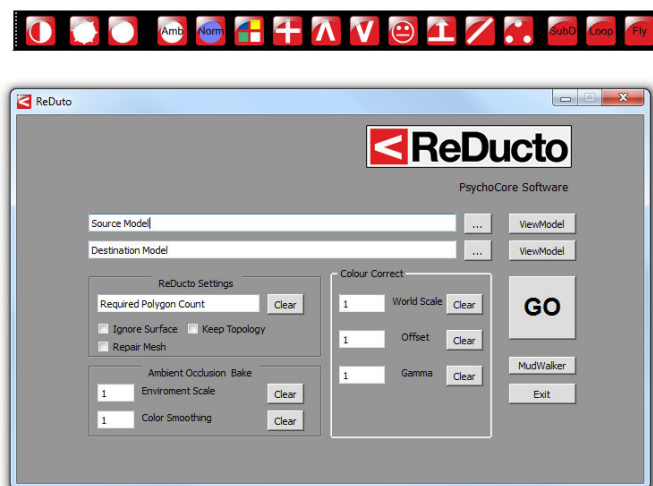 Amb Norm SubD Loop Fly
ReDuto
ReDucto
PsychoCore Software
Source Model ... ViewModel
Destination Model ... ViewModel
ReDucto Settings
Required Polygon Count Clear
Ignore Surface Keep Topology
Repair Mesh
Ambient Occlusion Bake
1 Enviroment Scale Clear
1 Color Smoothing Clear
Colour Correct
1 World Scale Clear
1 Offset Clear
1 Gamma Clear
GO
MudWalker
Exit